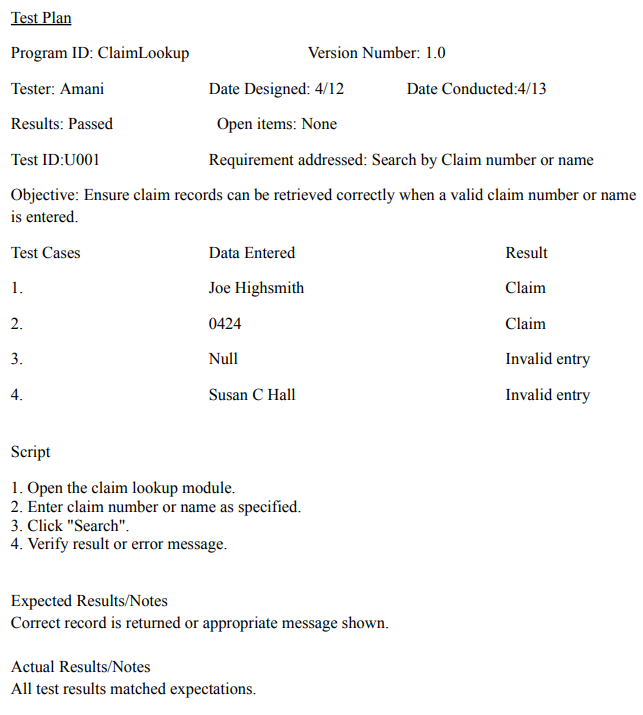 Test Plan
Program ID: ClaimLookup Version Number: 1.0
Tester: Amani Date Designed: 4/12 Date Conducted:4/13
Results: Passed Open items: None
Test ID:U001 Requirement addressed: Search by Claim number or name
Objective: Ensure claim records can be retrieved correctly when a valid claim number or name
is entered.
Test Cases Data Entered Result
1. Joe Highsmith Claim
2. 0424 Claim
3. Null Invalid entry
4. Susan C Hall Invalid entry
Script
1. Open the claim lookup module.
2. Enter claim number or name as specified.
3. Click "Search".
4. Verify result or error message.
Expected Results/Notes
Correct record is returned or appropriate message shown.
Actual Results/Notes
All test results matched expectations.